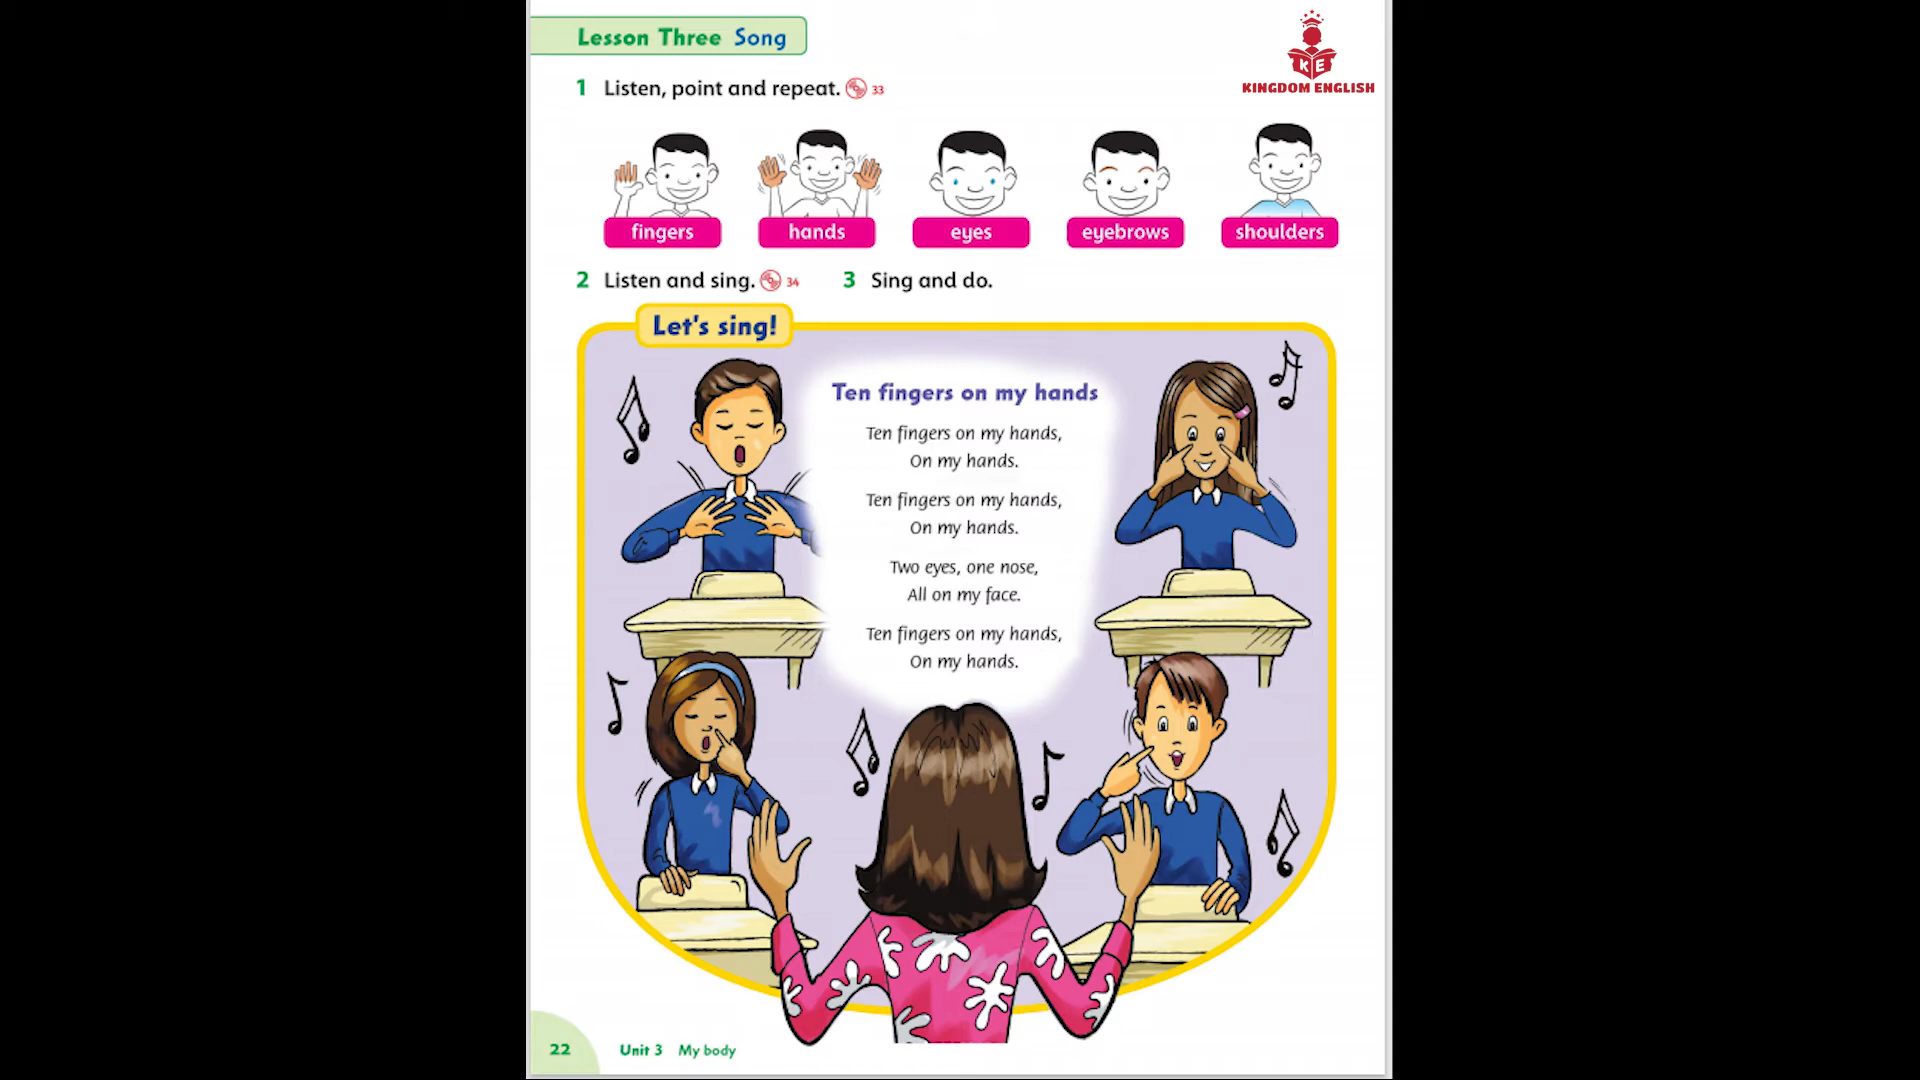 Lesson Three Song
KE
KINGDOM ENGLISH
1 Listen, point and repeat. 33
fingers
hands
eyes
eyebrows
shoulders
2 Listen and sing. 34
3 Sing and do.
Let's sing!
Ten fingers on my hands
Ten fingers on my hands,
On my hands.
Ten fingers on my hands,
On my hands.
Two eyes, one nose,
All on my face.
Ten fingers on my hands,
On my hands.
22 Unit 3 My body